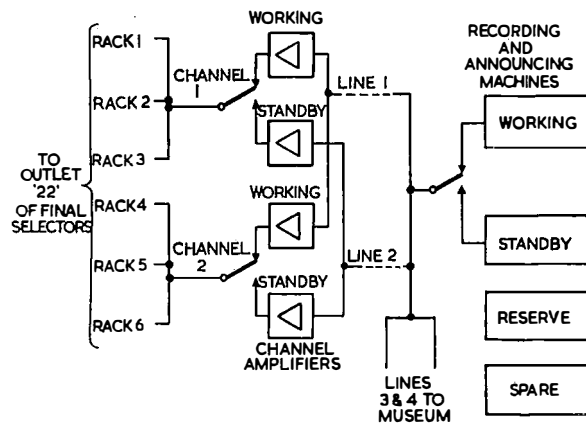 WORKING
RECORDING
AND
ANNOUNCING
MACHINES
RACK 1
CHANNEL
1
LINE 1
RACK 2
STANDBY
WORKING
RACK 3
TO
OUTLET
'22'
OF FINAL
SELECTORS
WORKING
RACK 4
CHANNEL
2
LINE 2
STANDBY
RACK 5
STANDBY
RACK 6
CHANNEL
AMPLIFIERS
RESERVE
LINES
3 & 4 TO
MUSEUM
SPARE